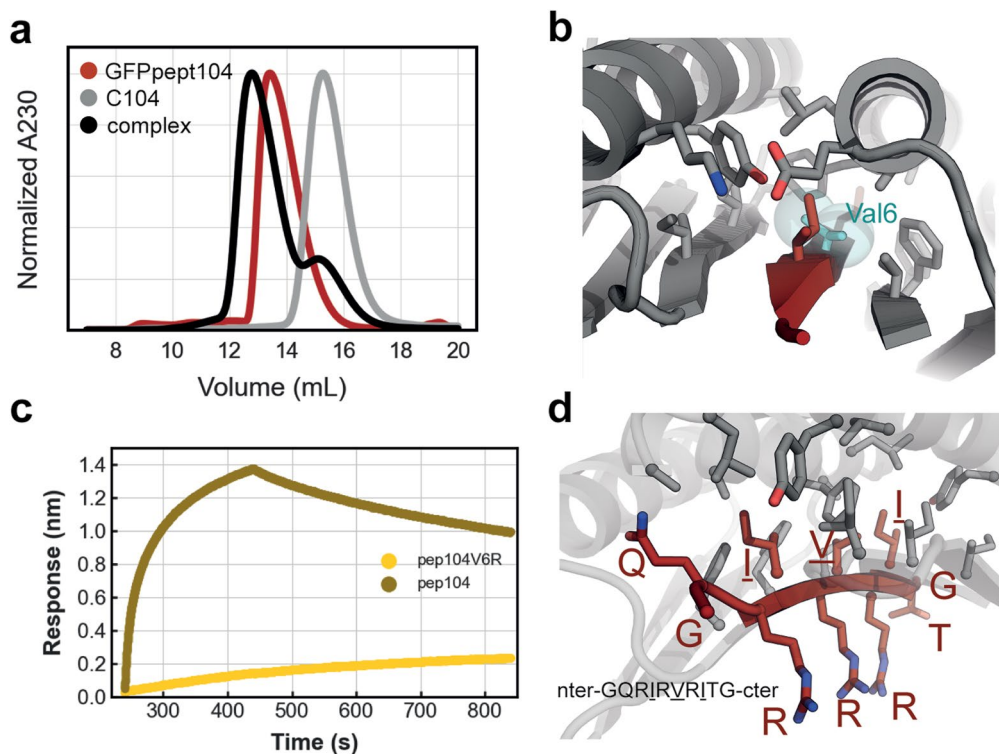 a
GFPpept104
C104
complex
Normalized A230
8 10 12 14 16 18 20
Volume (mL)
b
Val6
c
1.4
1.2
1.0
0.8
0.6
0.4
0.2
0.0
Response (nm)
pep104V6R
pep104
300 400 500 600 700 800
Time (s)
d
I
V
I
Q
I
G
G
T
nter-GQRIRVRITG-cter
R R R